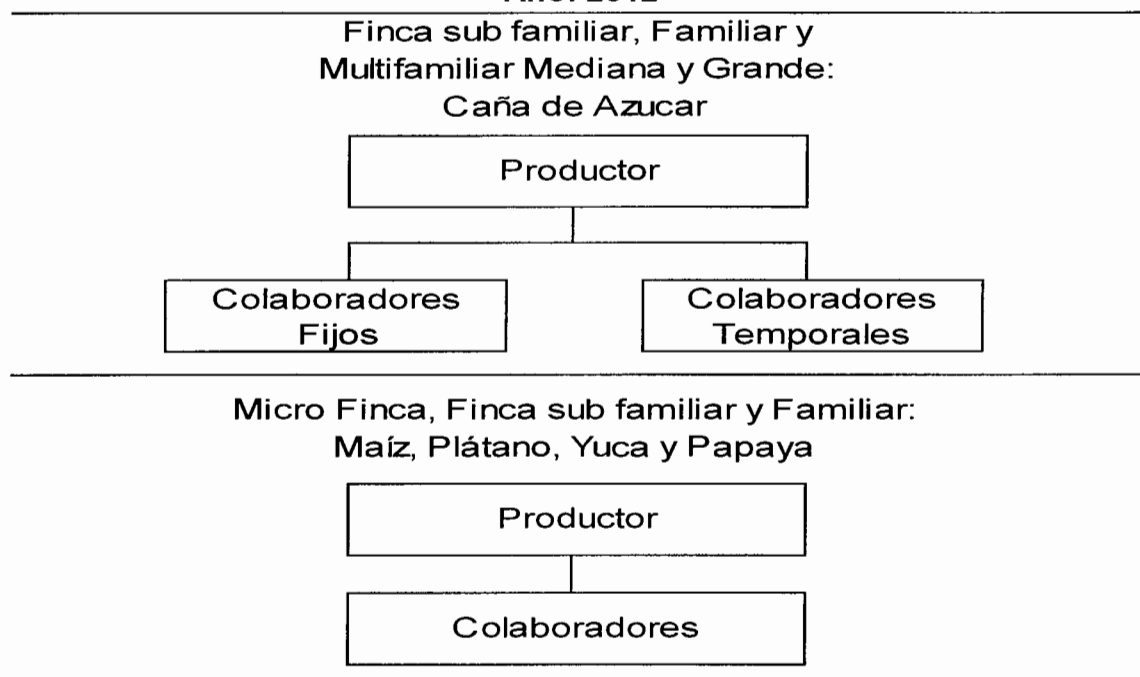 Finca sub familiar, Familiar y
Multifamiliar Mediana y Grande:
Caña de Azucar
Productor
Colaboradores
Fijos
Colaboradores
Temporales
Micro Finca, Finca sub familiar y Familiar:
Maíz, Plátano, Yuca y Papaya
Productor
Colaboradores